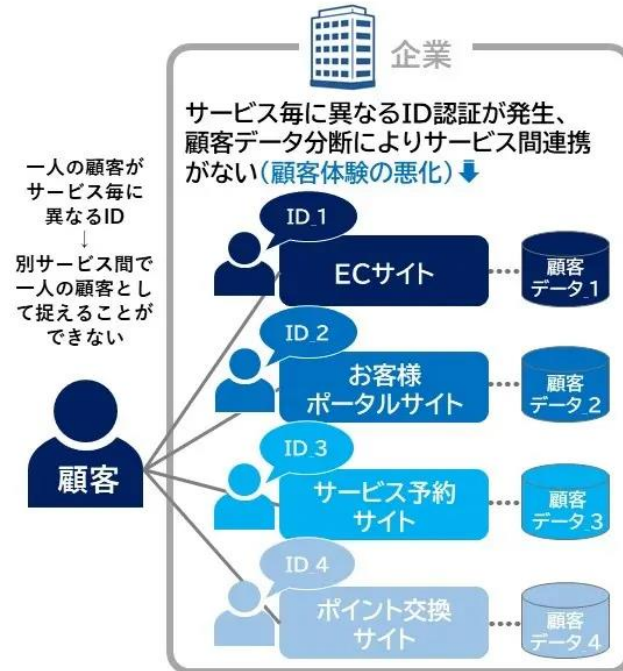 企業
サービス毎に異なるID認証が発生、
顧客データ分断によりサービス間連携
がない(顧客体験の悪化)
一人の顧客が
サービス毎に
異なるID
↓
別サービス間で
一人の顧客として
捉えることが
できない
顧客
ID_1
ECサイト
顧客
データ_1
ID_2
お客様
ポータルサイト
顧客
データ_2
ID_3
サービス予約
サイト
顧客
データ_3
ID_4
ポイント交換
サイト
顧客
データ_4